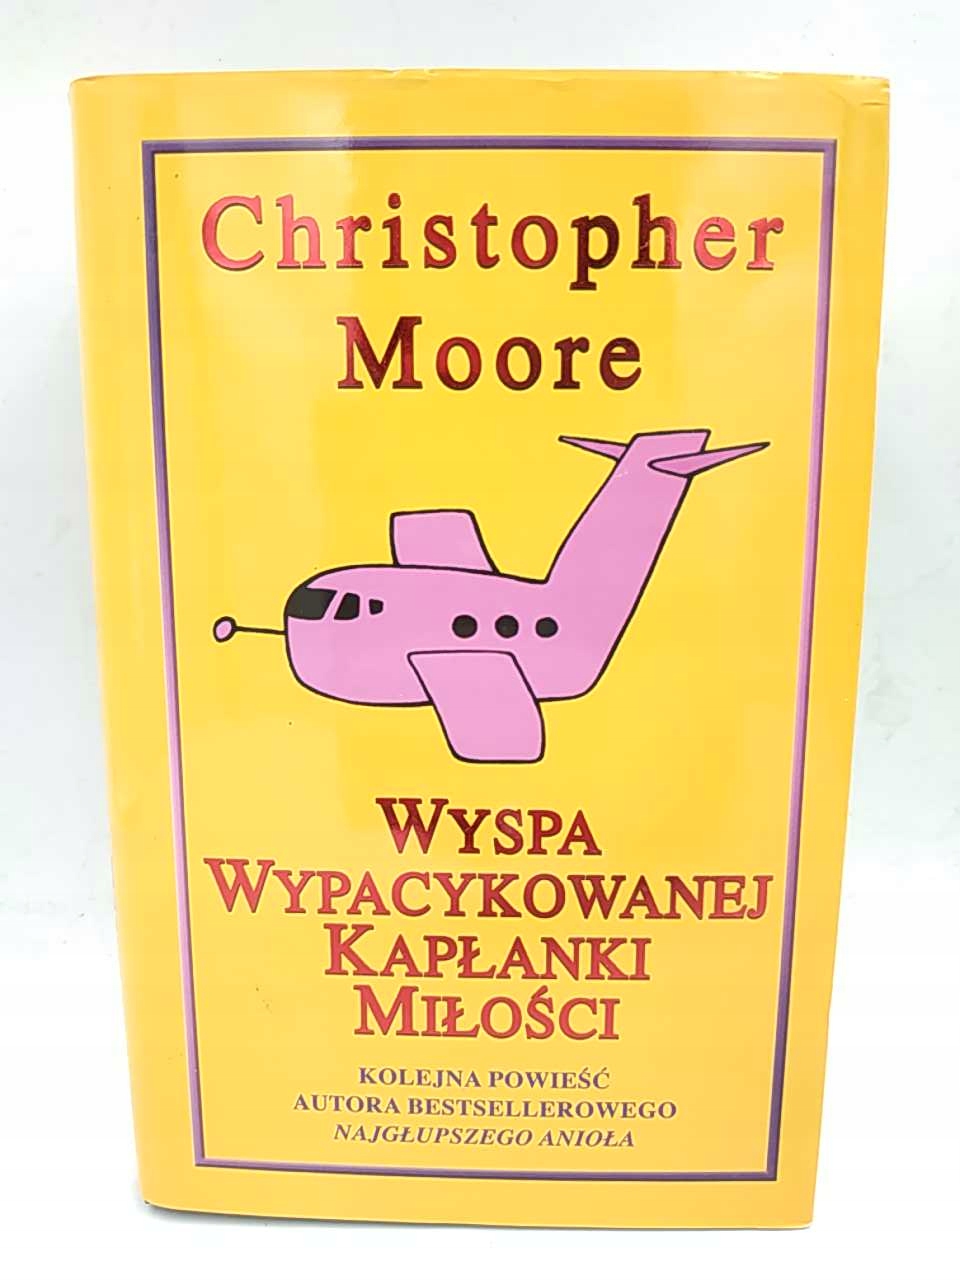 Christopher
Moore
WYSPA
WYPACYKOWANEJ
KAPŁANKI
MIŁOŚCI
KOLEJNA POWIEŚĆ
AUTORA BESTSELLEROWEGO
NAJGŁUPSZEGO ANIOŁA